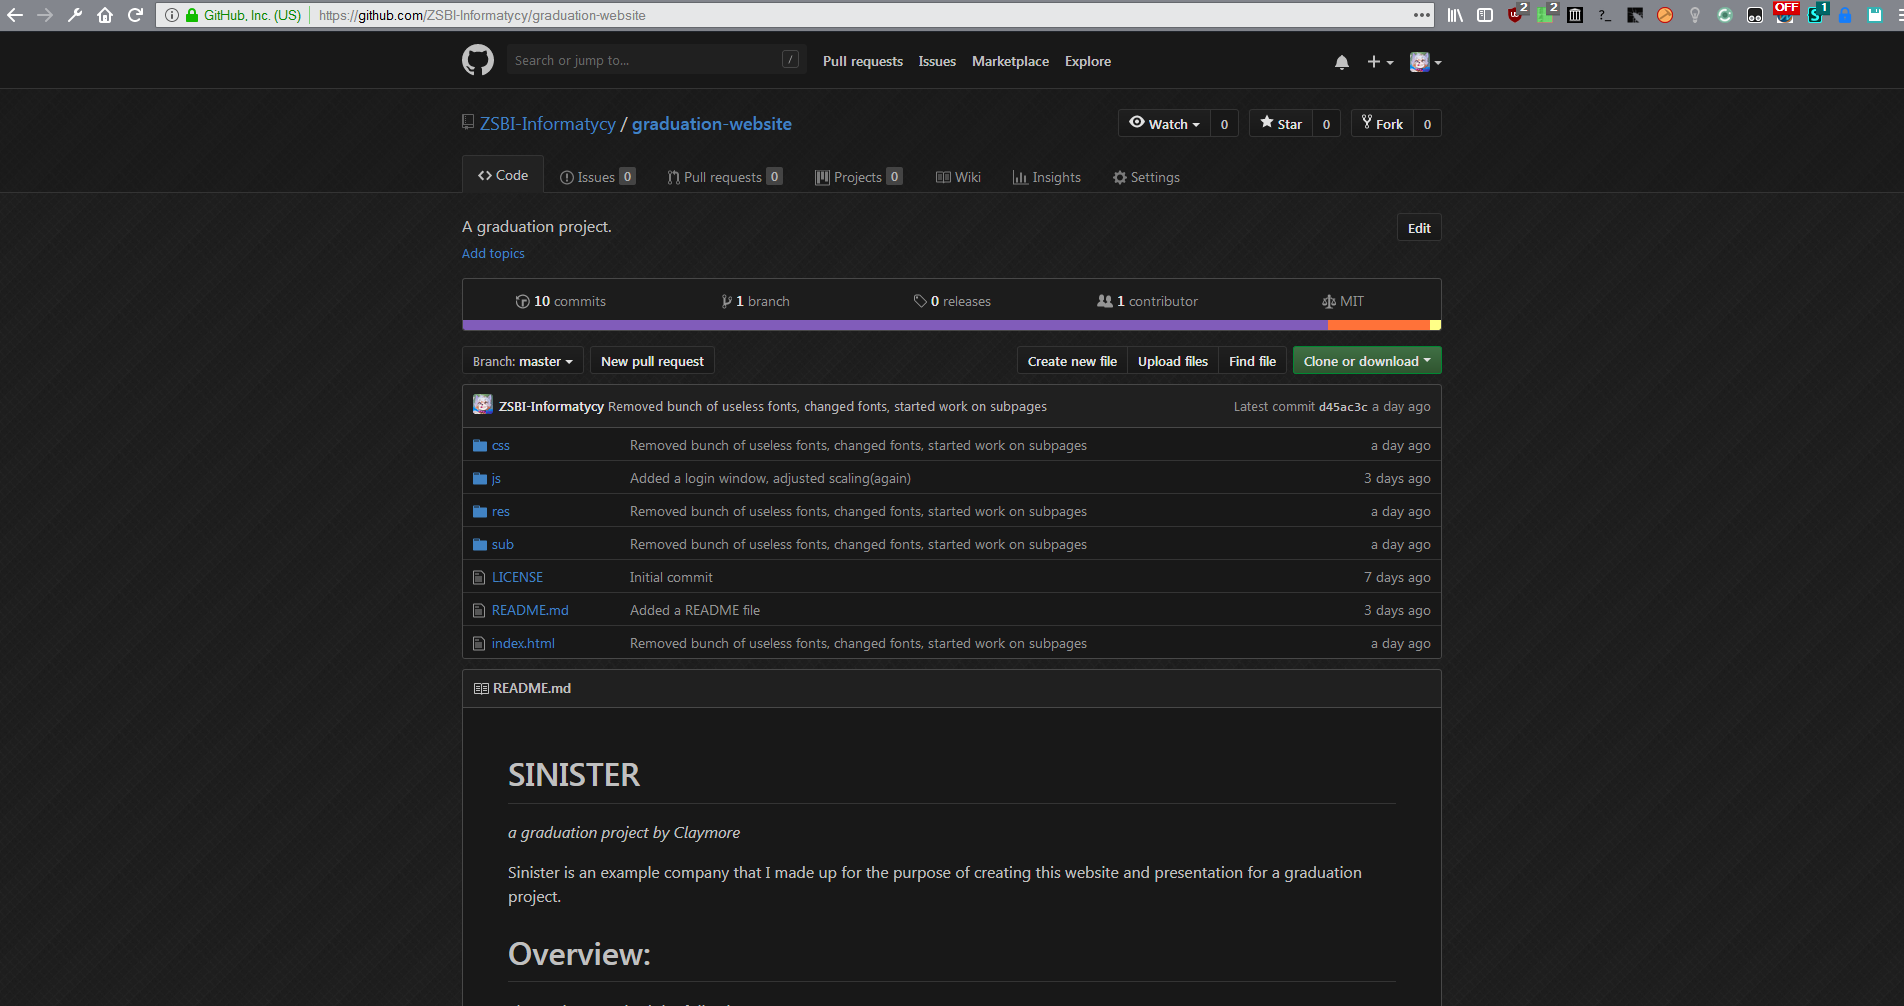 GitHub, Inc. (US) https://github.com/ZSBI-Informatycy/graduation-website
2 2 ?_ OFF S 1
Search or jump to... / Pull requests Issues Marketplace Explore
ZSBI-Informatycy / graduation-website Watch 0 Star 0 Fork 0
Code Issues 0 Pull requests 0 Projects 0 Wiki Insights Settings
A graduation project. Edit
Add topics
10 commits 1 branch 0 releases 1 contributor MIT
Branch: master New pull request Create new file Upload files Find file Clone or download
ZSBI-Informatycy Removed bunch of useless fonts, changed fonts, started work on subpages Latest commit d45ac3c a day ago
css Removed bunch of useless fonts, changed fonts, started work on subpages a day ago
js Added a login window, adjusted scaling(again) 3 days ago
res Removed bunch of useless fonts, changed fonts, started work on subpages a day ago
sub Removed bunch of useless fonts, changed fonts, started work on subpages a day ago
LICENSE Initial commit 7 days ago
README.md Added a README file 3 days ago
index.html Removed bunch of useless fonts, changed fonts, started work on subpages a day ago
README.md
SINISTER
a graduation project by Claymore
Sinister is an example company that I made up for the purpose of creating this website and presentation for a graduation
project.
Overview: